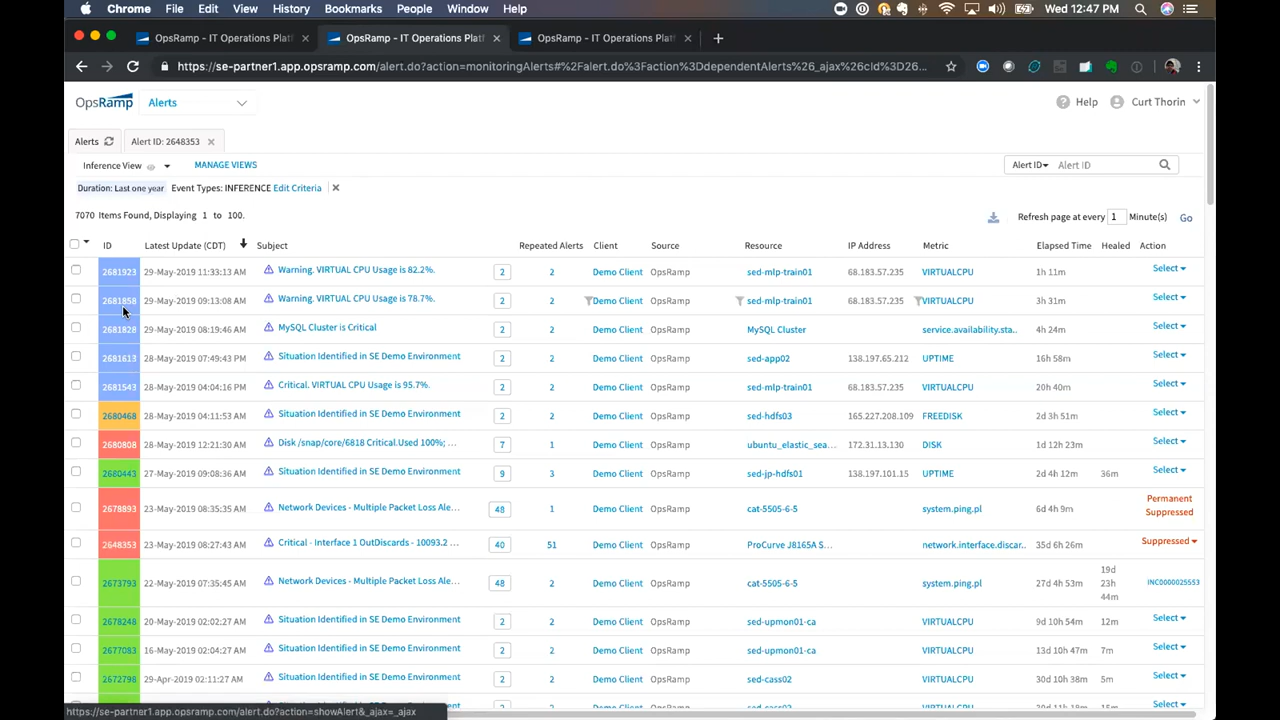 Chrome File Edit View History Bookmarks People Window Help Wed 12:47 PM
OpsRamp - IT Operations Platf × OpsRamp - IT Operations Platf × OpsRamp - IT Operations Platf × +
https://se-partner1.app.opsramp.com/alert.do?action=monitoringAlerts#%2Falert.do%3Faction%3DdependentAlerts%26_ajax%26cId%3D26...
OpsRamp Alerts Help Curt Thorin
Alerts Alert ID: 2648353 ×
Inference View MANAGE VIEWS Alert ID Alert ID
Duration: Last one year Event Types: INFERENCE Edit Criteria ×
7070 Items Found, Displaying 1 to 100. Refresh page at every 1 Minute(s) Go
ID Latest Update (CDT) Subject Repeated Alerts Client Source Resource IP Address Metric Elapsed Time Healed Action
2681923 29-May-2019 11:33:13 AM Warning. VIRTUAL CPU Usage is 82.2%. 2 2 Demo Client OpsRamp sed-mlp-train01 68.183.57.235 VIRTUALCPU 1h 11m Select
2681858 29-May-2019 09:13:08 AM Warning. VIRTUAL CPU Usage is 78.7%. 2 2 Demo Client OpsRamp sed-mlp-train01 68.183.57.235 VIRTUALCPU 3h 31m Select
2681828 29-May-2019 08:19:46 AM MySQL Cluster is Critical 2 2 Demo Client OpsRamp MySQL Cluster service.availability.sta.. 4h 24m Select
2681613 28-May-2019 07:49:43 PM Situation Identified in SE Demo Environment 2 2 Demo Client OpsRamp sed-app02 138.197.65.212 UPTIME 16h 58m Select
2681543 28-May-2019 04:04:16 PM Critical. VIRTUAL CPU Usage is 95.7%. 2 2 Demo Client OpsRamp sed-mlp-train01 68.183.57.235 VIRTUALCPU 20h 40m Select
2680468 28-May-2019 04:11:53 AM Situation Identified in SE Demo Environment 2 2 Demo Client OpsRamp sed-hdfs03 165.227.208.109 FREEDISK 2d 3h 51m Select
2680808 28-May-2019 12:21:30 AM Disk /snap/core/6818 Critical.Used 100%; ... 7 1 Demo Client OpsRamp ubuntu_elastic_sea... 172.31.13.130 DISK 1d 12h 23m Select
2680443 27-May-2019 09:08:36 AM Situation Identified in SE Demo Environment 9 3 Demo Client OpsRamp sed-jp-hdfs01 138.197.101.15 UPTIME 2d 4h 12m 36m Select
2678893 23-May-2019 08:35:35 AM Network Devices - Multiple Packet Loss Ale... 48 1 Demo Client OpsRamp cat-5505-6-5 system.ping.pl 6d 4h 9m Permanent Suppressed
2648353 23-May-2019 08:27:43 AM Critical - Interface 1 OutDiscards - 10093.2 ... 40 51 Demo Client OpsRamp ProCurve J8165A S... network.interface.discar.. 35d 6h 26m Suppressed
2673793 22-May-2019 07:35:45 AM Network Devices - Multiple Packet Loss Ale... 48 2 Demo Client OpsRamp cat-5505-6-5 system.ping.pl 27d 4h 53m 19d 23h 44m INC0000025553
2678248 20-May-2019 02:02:27 AM Situation Identified in SE Demo Environment 2 2 Demo Client OpsRamp sed-upmon01-ca VIRTUALCPU 9d 10h 54m 12m Select
2677083 16-May-2019 02:04:27 AM Situation Identified in SE Demo Environment 2 2 Demo Client OpsRamp sed-upmon01-ca VIRTUALCPU 13d 10h 47m 7m Select
2672798 29-Apr-2019 02:11:27 AM Situation Identified in SE Demo Environment 2 2 Demo Client OpsRamp sed-cass02 VIRTUALCPU 30d 10h 38m 5m Select
https://se-partner1.app.opsramp.com/alert.do?action=showAlert&_ajax=_ajax